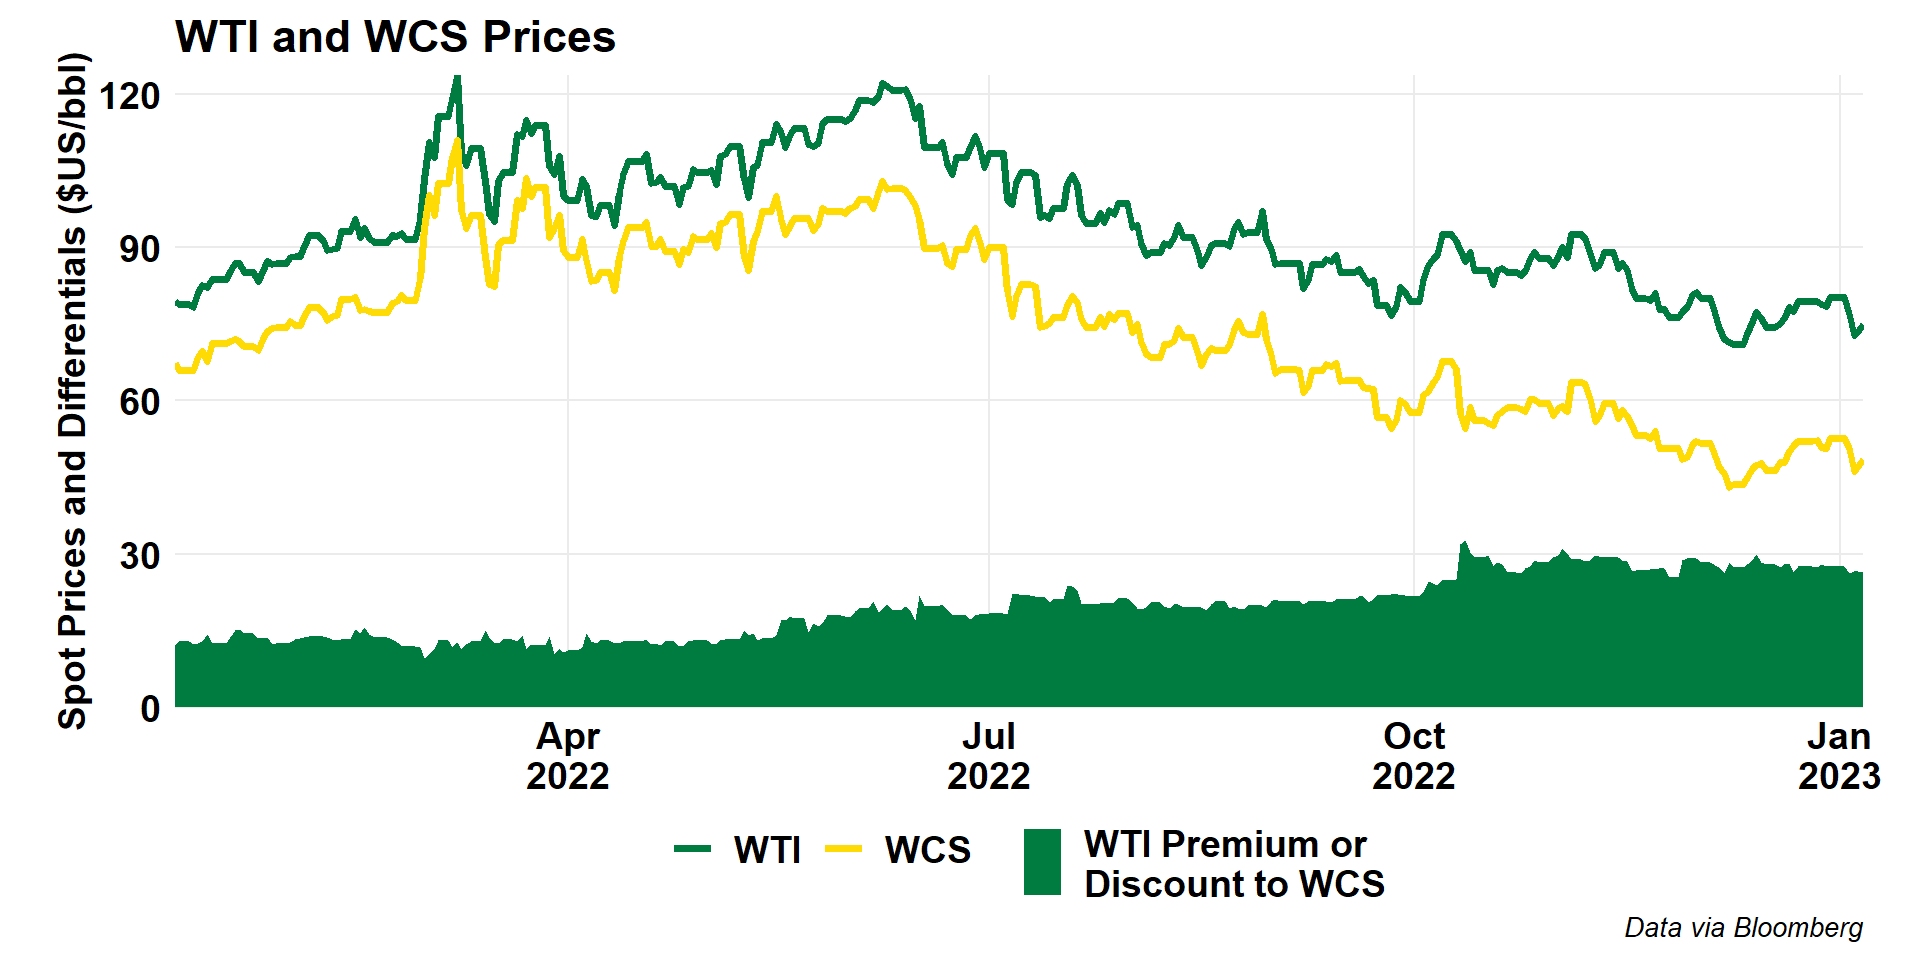 WTI and WCS Prices
Spot Prices and Differentials ($US/bbl)
120
90
60
30
0
Apr
2022
Jul
2022
Oct
2022
Jan
2023
WTI
WCS
WTI Premium or
Discount to WCS
Data via Bloomberg